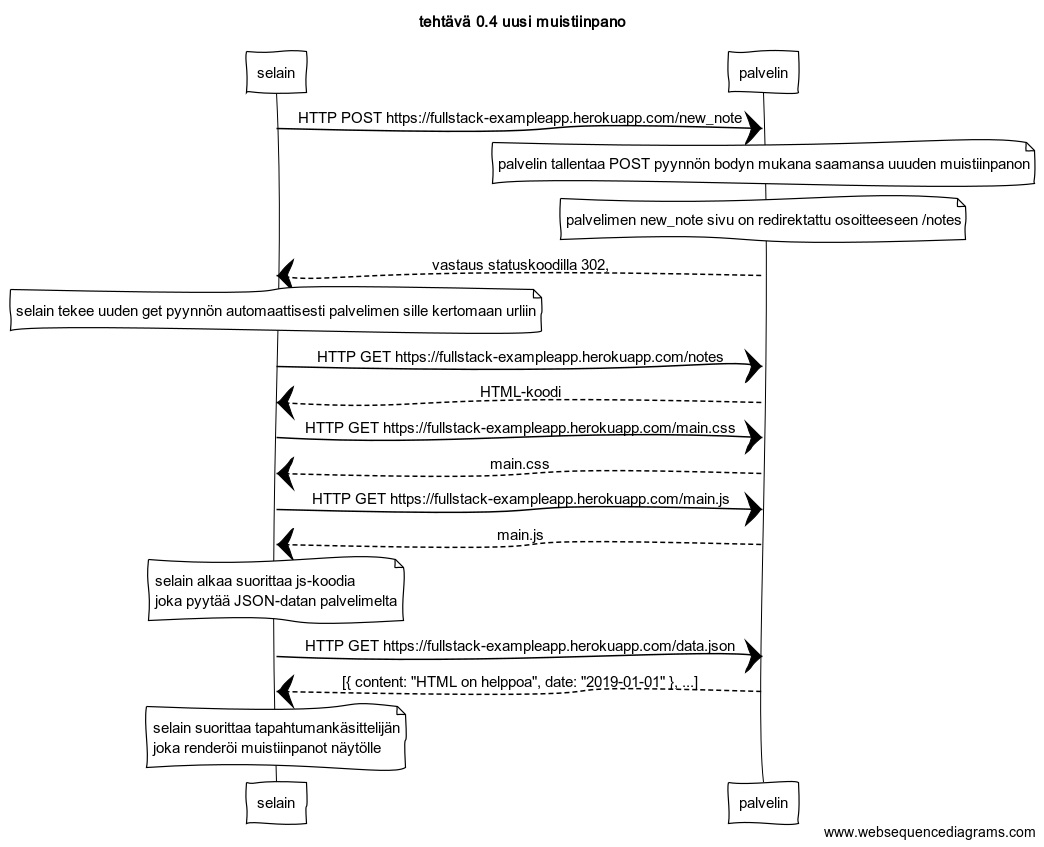 tehtävä 0.4 uusi muistiinpano
selain
palvelin
HTTP POST https://fullstack-exampleapp.herokuapp.com/new_note
palvelin tallentaa POST pyynnön bodyn mukana saamansa uuuden muistiinpanon
palvelimen new_note sivu on redirektattu osoitteeseen /notes
vastaus statuskoodilla 302,
selain tekee uuden get pyynnön automaattisesti palvelimen sille kertomaan urliin
HTTP GET https://fullstack-exampleapp.herokuapp.com/notes
HTML-koodi
HTTP GET https://fullstack-exampleapp.herokuapp.com/main.css
main.css
HTTP GET https://fullstack-exampleapp.herokuapp.com/main.js
main.js
selain alkaa suorittaa js-koodia
joka pyytää JSON-datan palvelimelta
HTTP GET https://fullstack-exampleapp.herokuapp.com/data.json
[{ content: "HTML on helppoa", date: "2019-01-01" }, ...]
selain suorittaa tapahtumankäsittelijän
joka renderöi muistiinpanot näytölle
selain
palvelin
www.websequencediagrams.com